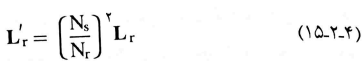 L′r = (Ns/Nr)^۲ Lr (۱۵-۲-۴)